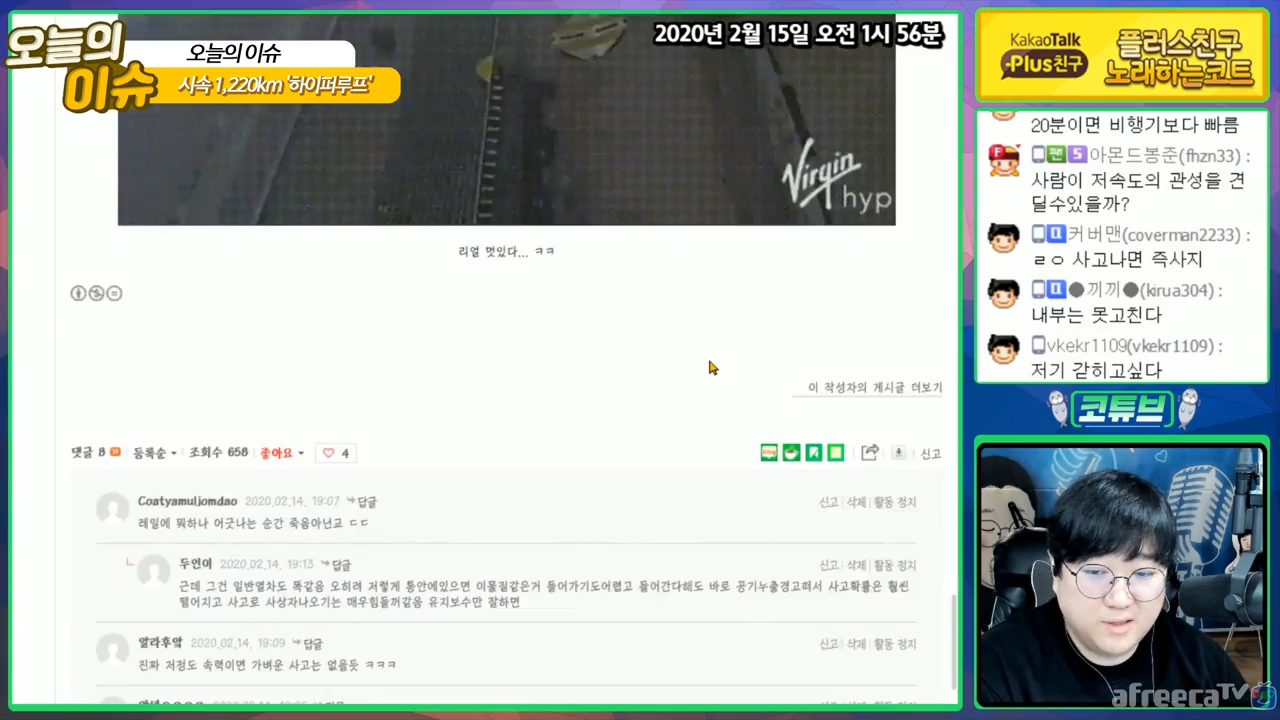 오늘의
이슈
오늘의 이슈
시속 1,220km '하이퍼루프'
2020년 2월 15일 오전 1시 56분
Virgin
hyp
리얼 멋있다... ㅋㅋ
이 작성자의 게시글 더보기
댓글 8 등록순 조회수 658 좋아요 4
신고
Coatyamuljomdao 2020.02.14. 19:07 답글
신고 삭제 활동 정지
레일에 뭐하나 어긋나는 순간 죽음아닌교 ㄷㄷ
두언이 2020.02.14. 19:13 답글
신고 삭제 활동 정지
근데 그건 일반열차도 똑같음 오히려 저렇게 통안에있으면 이물질같은거 들어가기도어렵고 들어간다해도 바로 공기누출경고떠서 사고확률은 훨씬
떨어지고 사고로 사상자나오기는 매우힘들꺼같음 유지보수만 잘하면
알라후악 2020.02.14. 19:09 답글
신고 삭제 활동 정지
진짜 저정도 속력이면 가벼운 사고는 없을듯 ㅋㅋㅋ
KakaoTalk
Plus친구
플러스친구
노래하는코트
20분이면 비행기보다 빠름
F 팬 S 아몬드봉준(fhzn33) :
사람이 저속도의 관성을 견
딜수있을까?
커버맨(coverman2233) :
ㄹㅇ 사고나면 즉사지
●끼끼●(kirua304) :
내부는 못고친다
vkekr1109(vkekr1109) :
저기 갇히고싶다
코튜브
afreecaTV